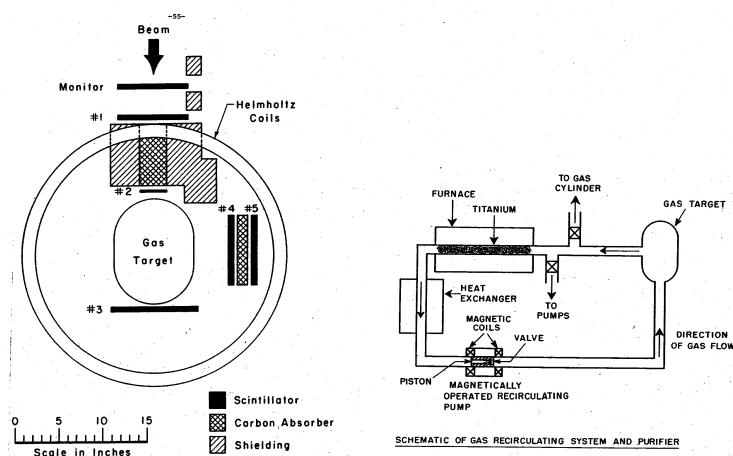 -55-
Beam
Monitor
#1
Helmholtz
Coils
#2
#4 #5
Gas
Target
#3
Scintillator
Carbon Absorber
Shielding
0 5 10 15
Scale in Inches
TO GAS
CYLINDER
FURNACE
TITANIUM
GAS TARGET
HEAT
EXCHANGER
TO
PUMPS
MAGNETIC
COILS
VALVE
DIRECTION
OF GAS FLOW
PISTON
MAGNETICALLY
OPERATED RECIRCULATING
PUMP
SCHEMATIC OF GAS RECIRCULATING SYSTEM AND PURIFIER